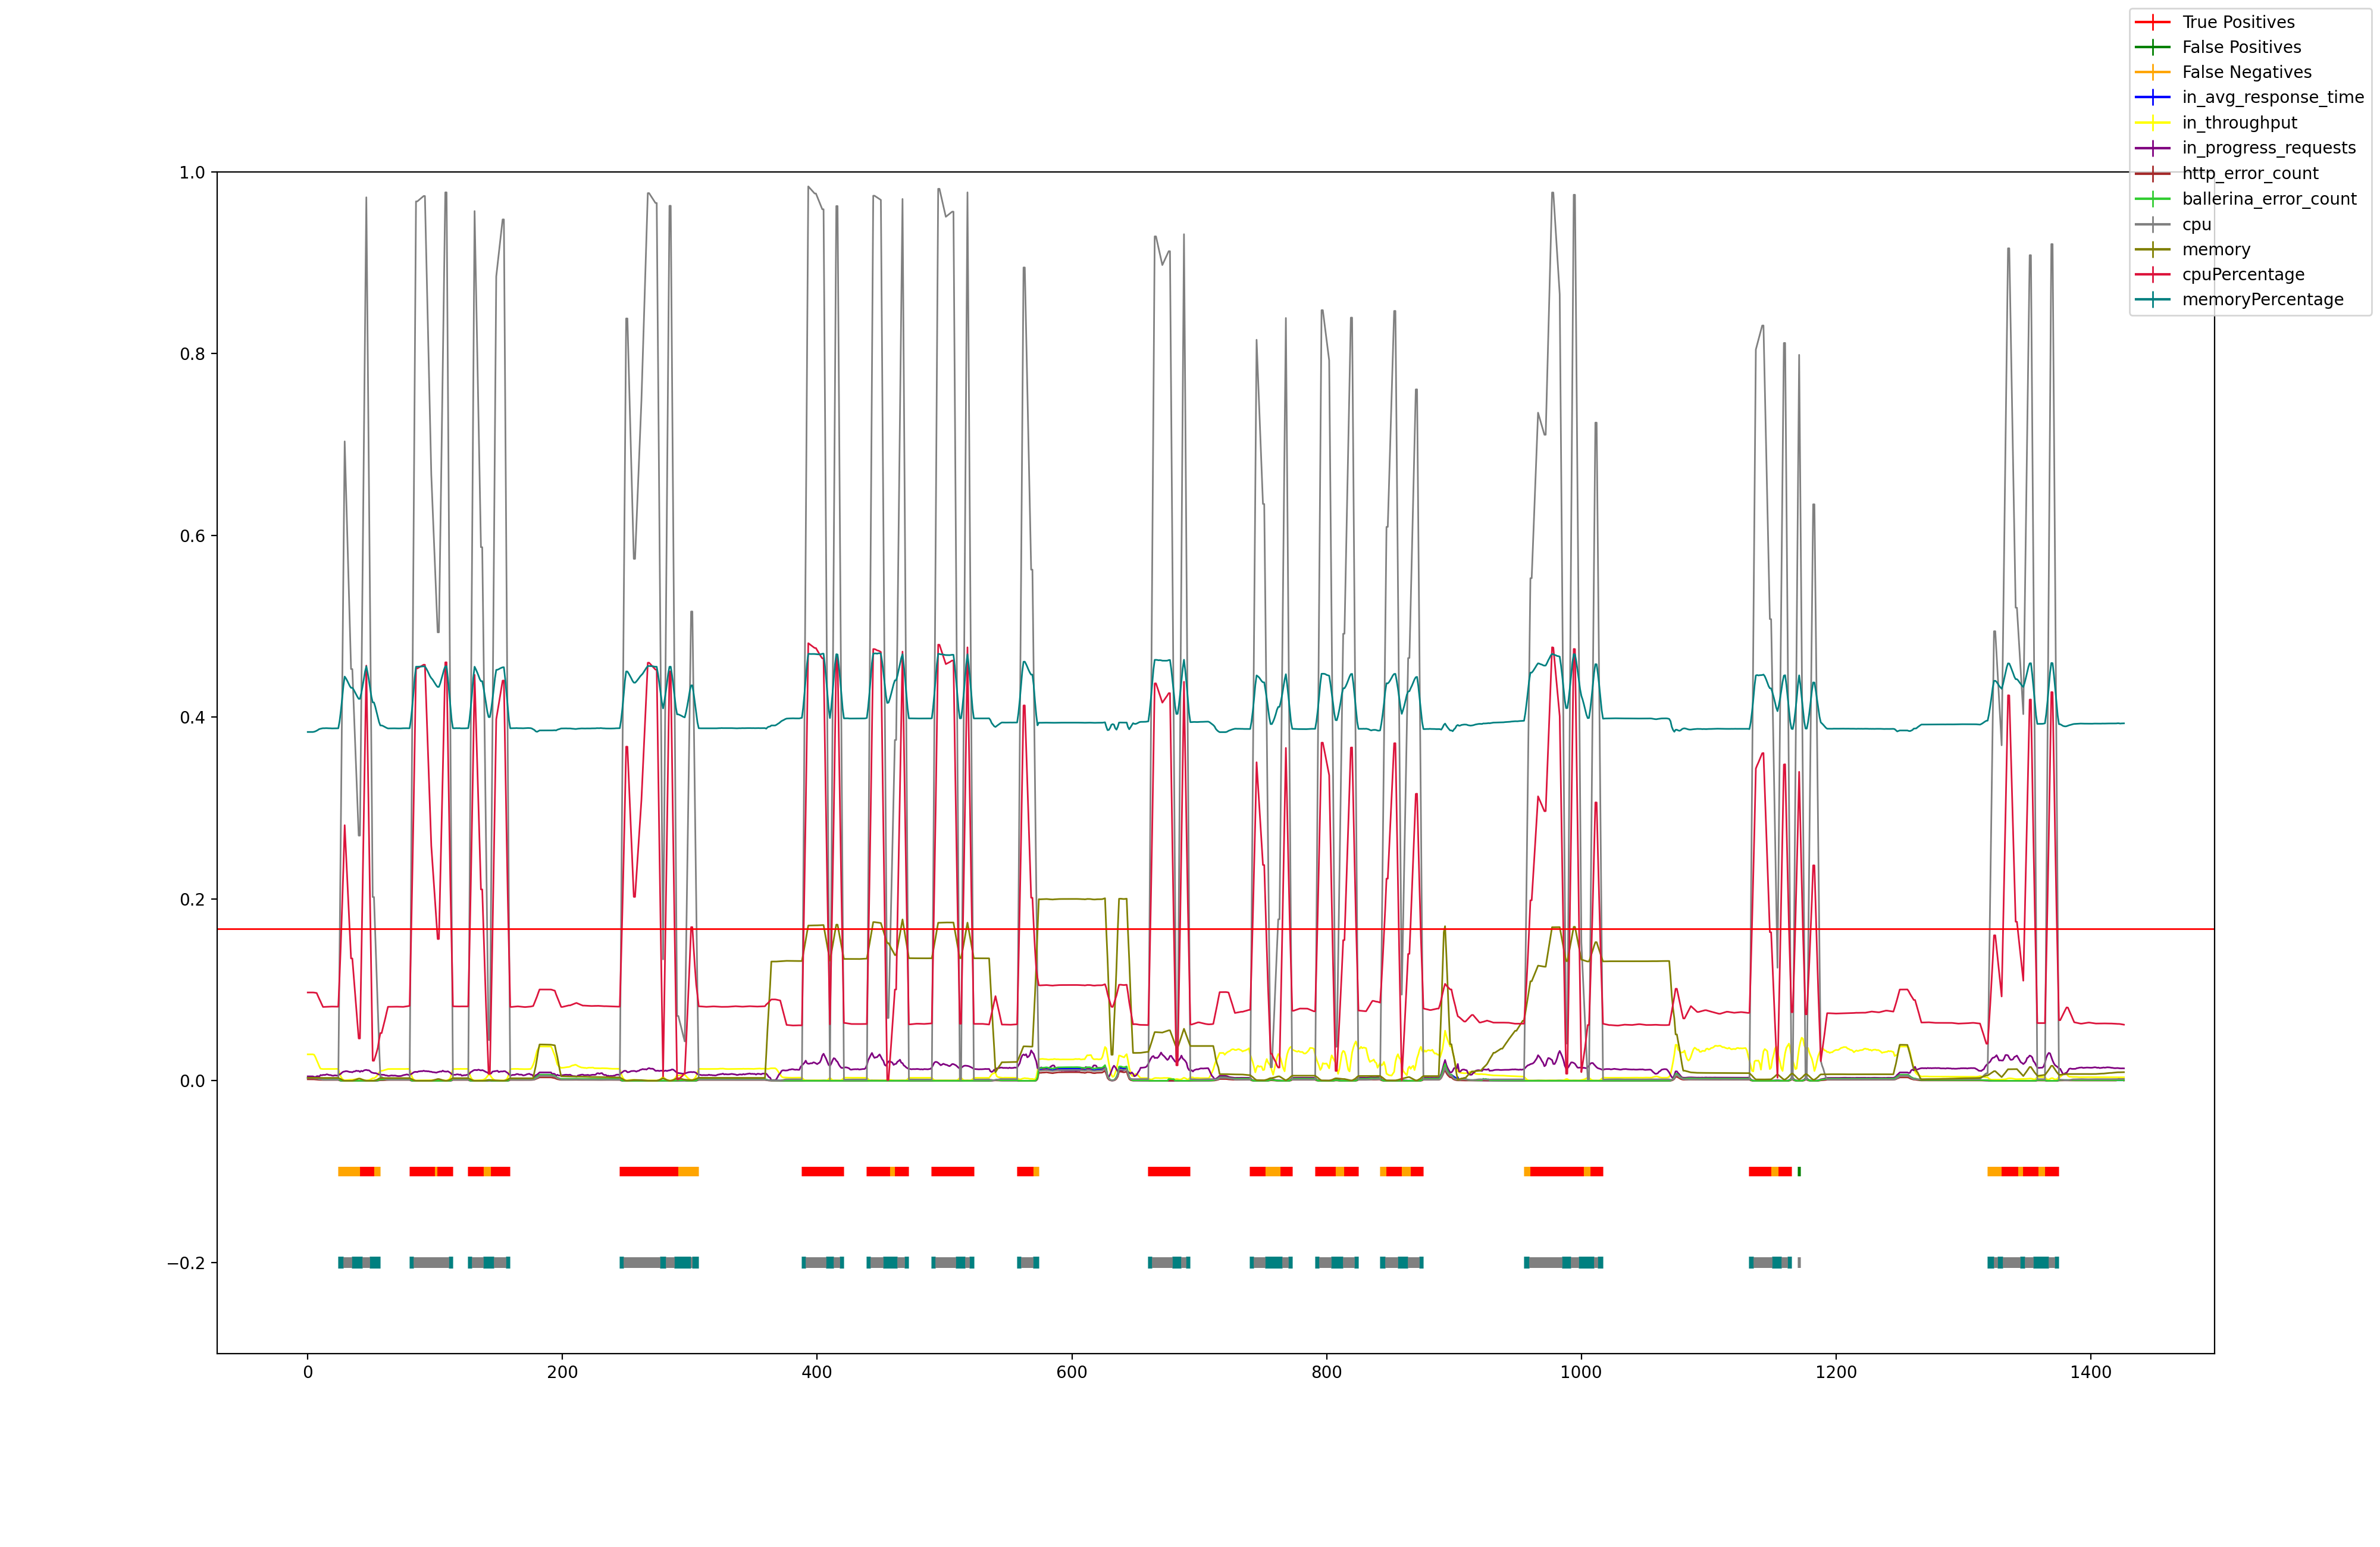 True Positives
False Positives
False Negatives
in_avg_response_time
in_throughput
in_progress_requests
http_error_count
ballerina_error_count
cpu
memory
cpuPercentage
memoryPercentage
1.0
0.8
0.6
0.4
0.2
0.0
−0.2
0 200 400 600 800 1000 1200 1400